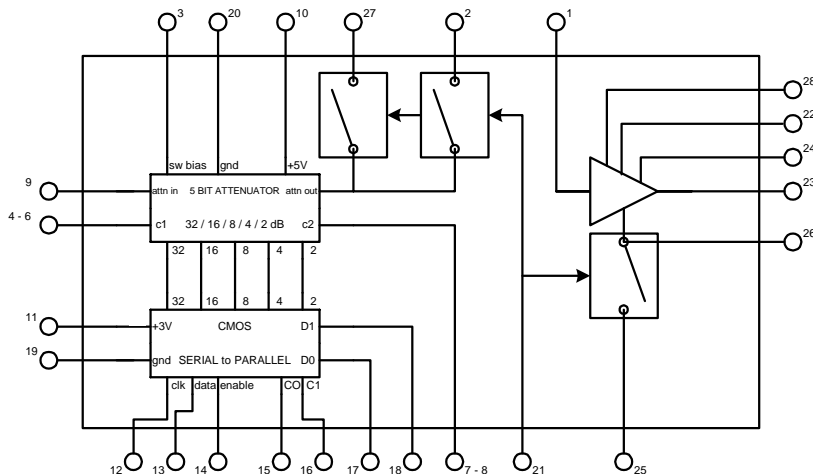 3 20 10 27 2 1
28
22
24
23
26
sw bias gnd +5V
9 attn in 5 BIT ATTENUATOR attn out
4 - 6 c1 32 / 16 / 8 / 4 / 2 dB c2
32 16 8 4 2
32 16 8 4 2
11 +3V CMOS D1
19 gnd SERIAL to PARALLEL D0
clk data enable CO C1
12 13 14 15 16 17 18 7 - 8 21 25